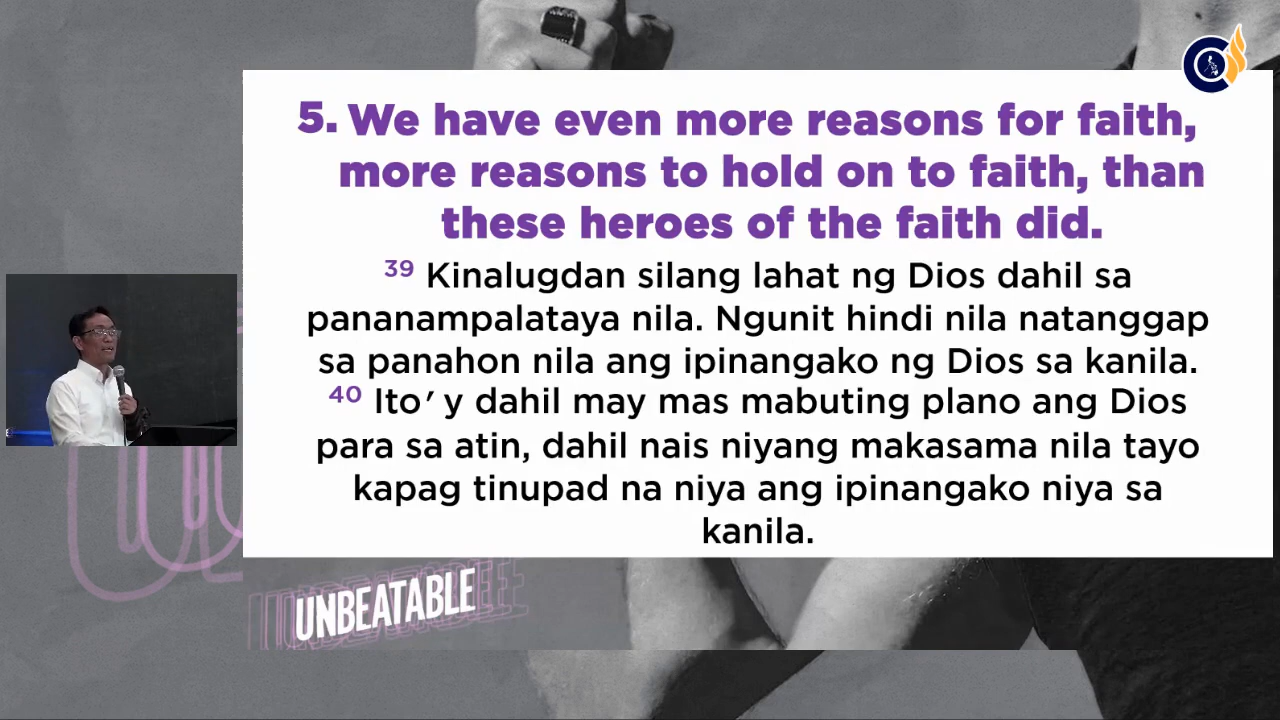 5. We have even more reasons for faith,
more reasons to hold on to faith, than
these heroes of the faith did.
39 Kinalugdan silang lahat ng Dios dahil sa
pananampalataya nila. Ngunit hindi nila natanggap
sa panahon nila ang ipinangako ng Dios sa kanila.
40 Ito’y dahil may mas mabuting plano ang Dios
para sa atin, dahil nais niyang makasama nila tayo
kapag tinupad na niya ang ipinangako niya sa
kanila.
UNBEATABLE